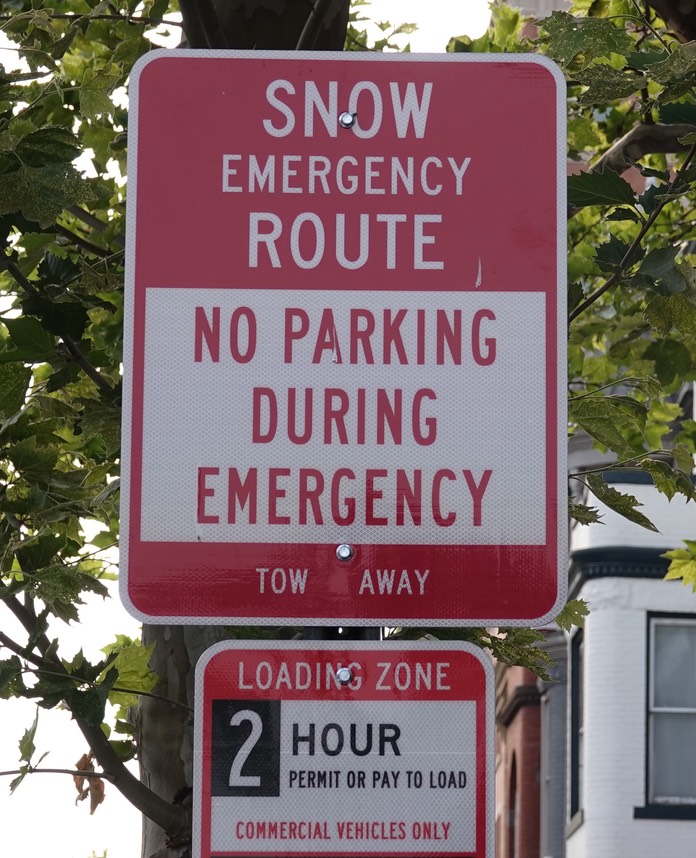 SNOW
EMERGENCY
ROUTE
NO PARKING
DURING
EMERGENCY
TOW AWAY
LOADING ZONE
2 HOUR
PERMIT OR PAY TO LOAD
COMMERCIAL VEHICLES ONLY